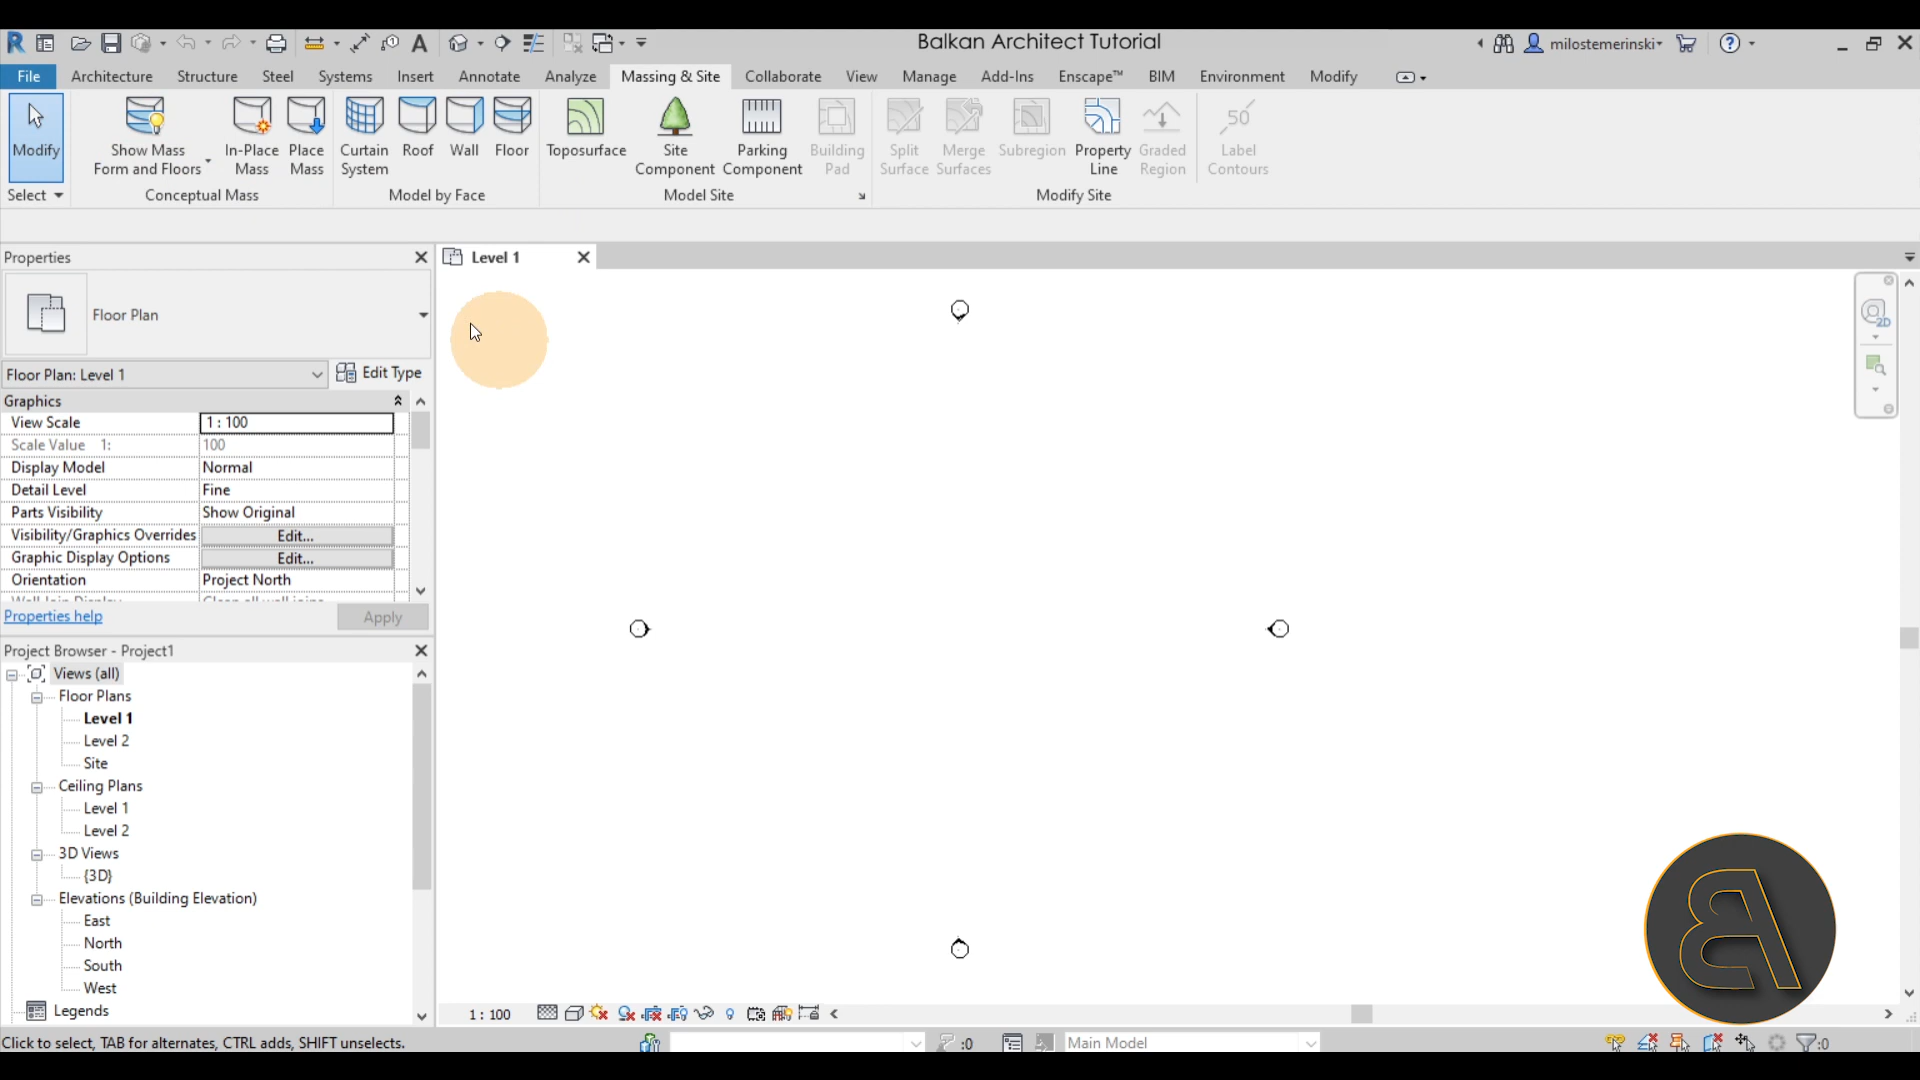 Balkan Architect Tutorial
milostemerinski
File Architecture Structure Steel Systems Insert Annotate Analyze Massing & Site Collaborate View Manage Add-Ins Enscape™ BIM Environment Modify
Modify
Show Mass
Form and Floors
In-Place
Mass
Place
Mass
Curtain
System
Roof
Wall
Floor
Toposurface
Site
Component
Parking
Component
Building
Pad
Split
Surface
Merge
Surfaces
Subregion
Property
Line
Graded
Region
50
Label
Contours
Select
Conceptual Mass
Model by Face
Model Site
Modify Site
Properties
Level 1
Floor Plan
Floor Plan: Level 1
Edit Type
Graphics
View Scale 1 : 100
Scale Value 1: 100
Display Model Normal
Detail Level Fine
Parts Visibility Show Original
Visibility/Graphics Overrides Edit...
Graphic Display Options Edit...
Orientation Project North
Properties help
Apply
Project Browser - Project1
Views (all)
Floor Plans
Level 1
Level 2
Site
Ceiling Plans
Level 1
Level 2
3D Views
{3D}
Elevations (Building Elevation)
East
North
South
West
Legends
2D
1 : 100
Click to select, TAB for alternates, CTRL adds, SHIFT unselects.
:0
Main Model
:0